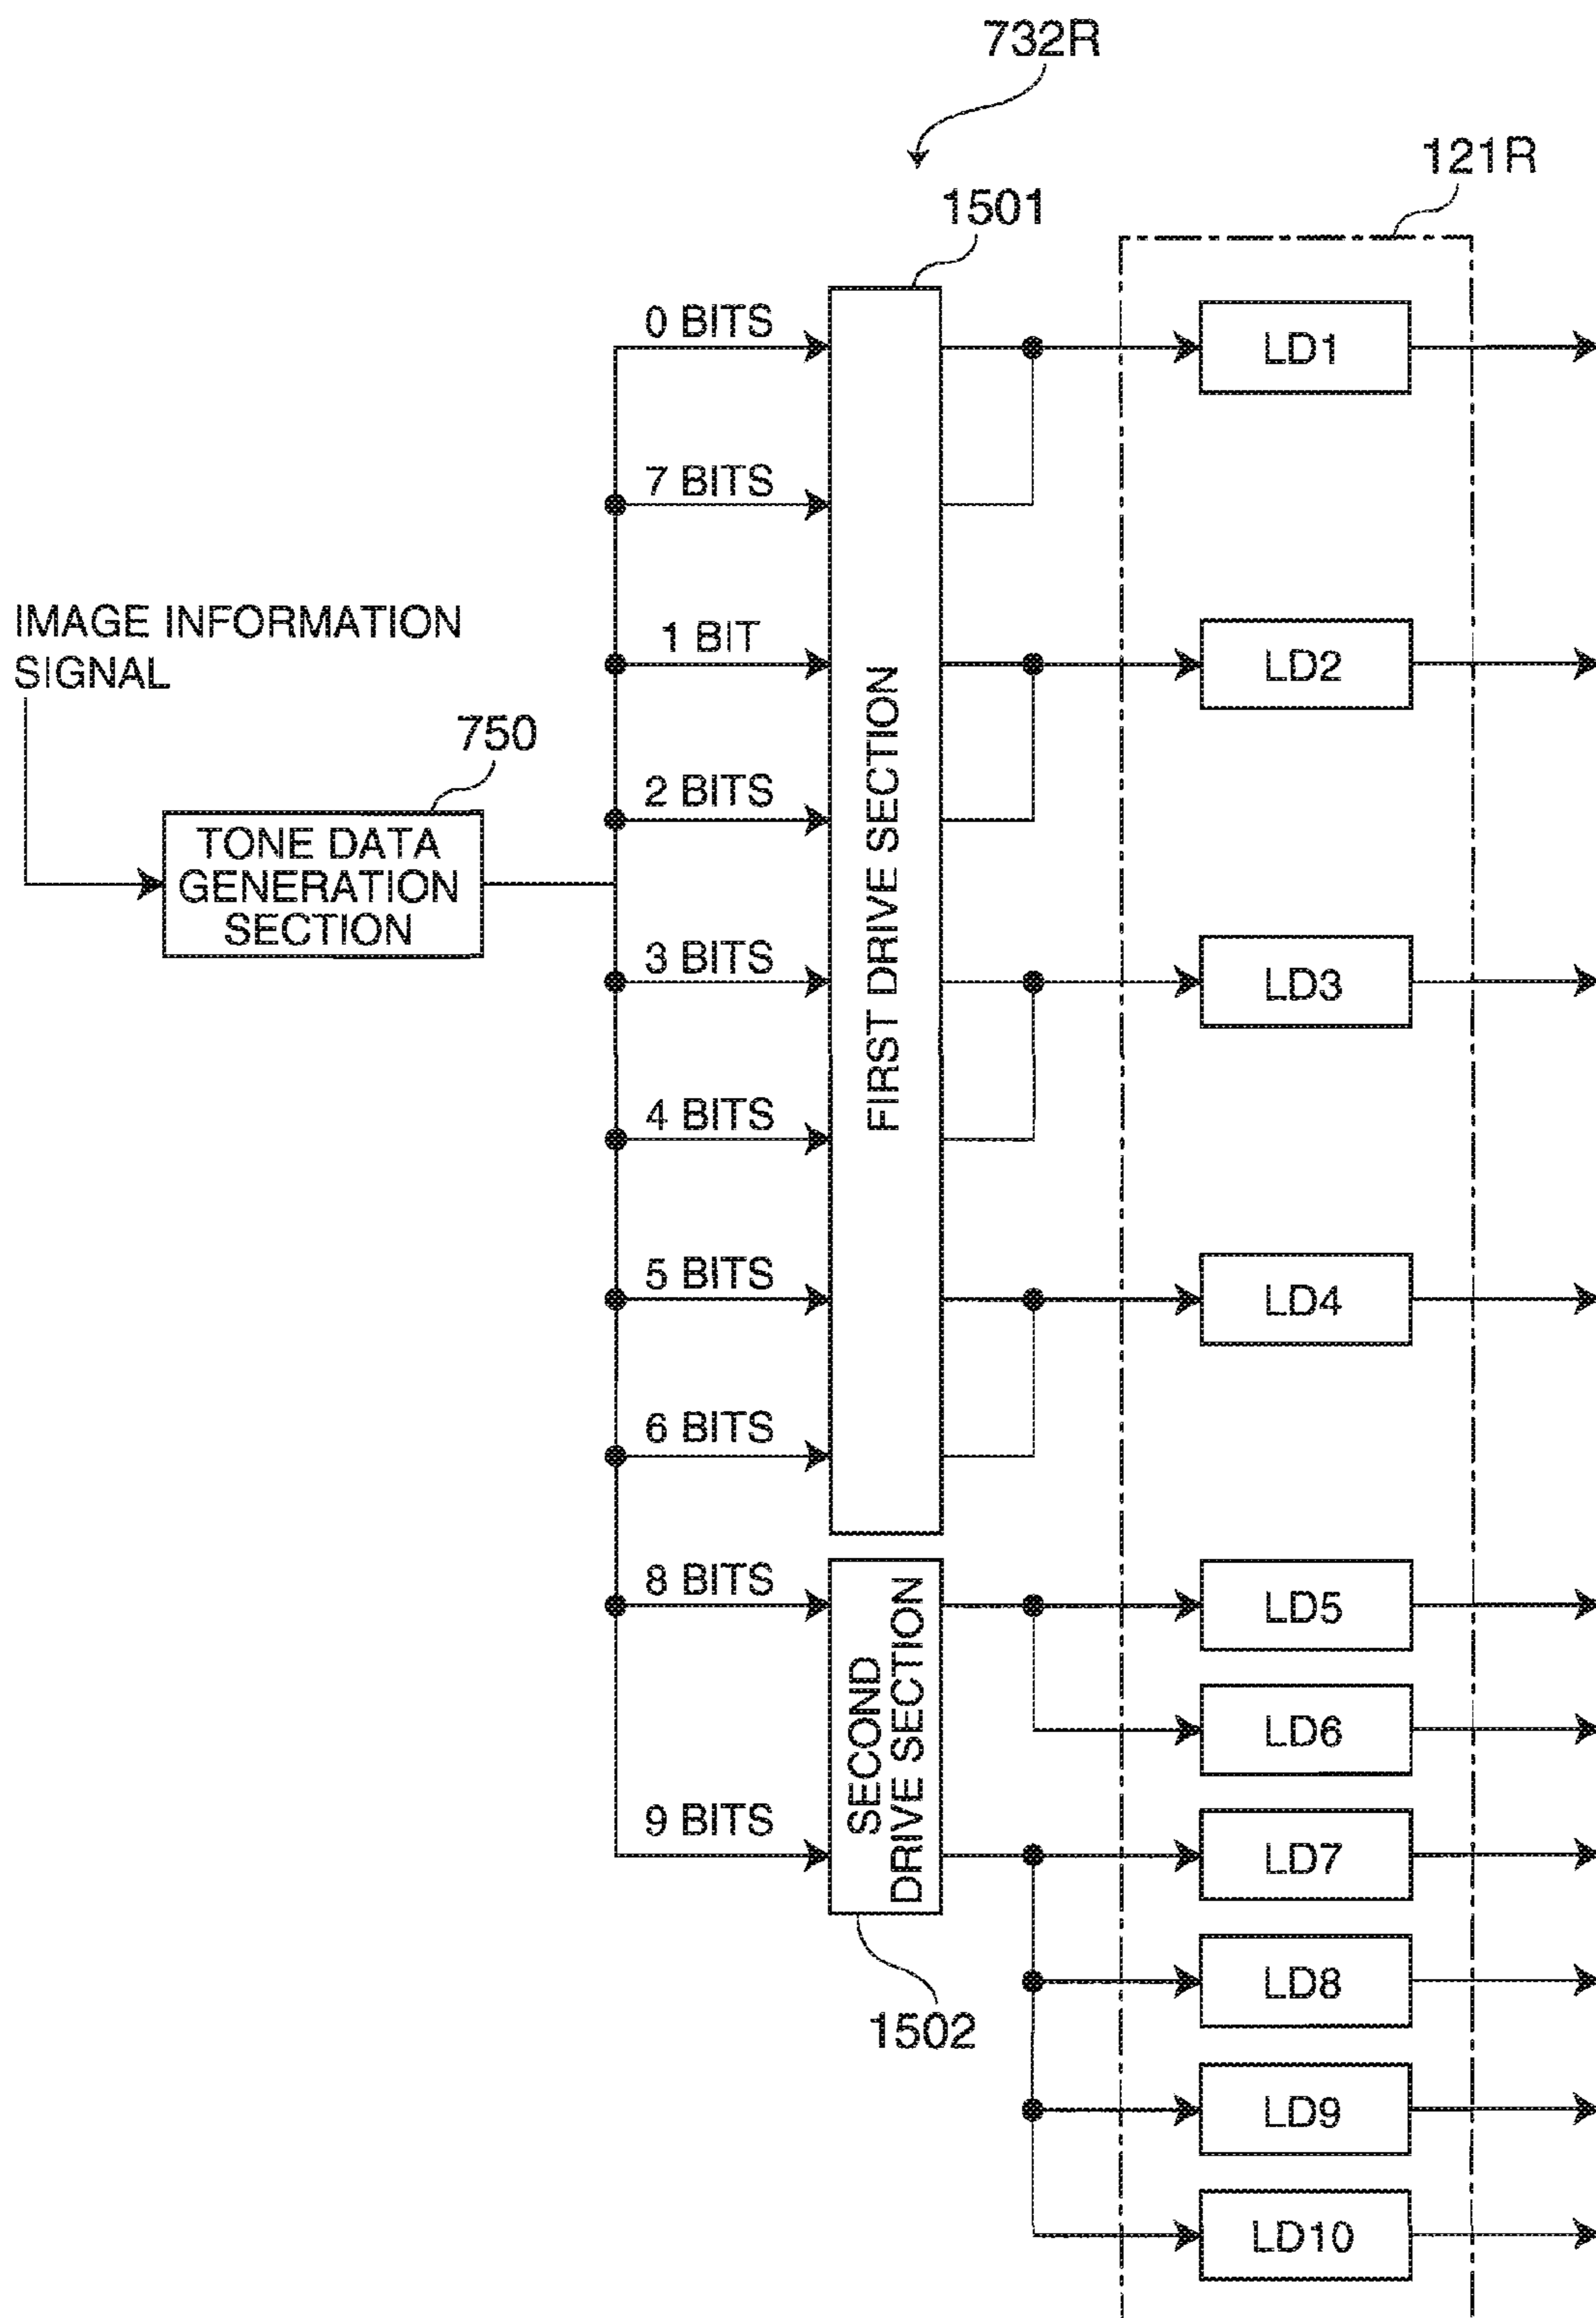 732R
121R
1501
0 BITS
LD1
7 BITS
IMAGE INFORMATION
SIGNAL
1 BIT
LD2
750
2 BITS
TONE DATA
GENERATION
SECTION
FIRST DRIVE SECTION
3 BITS
LD3
4 BITS
5 BITS
LD4
6 BITS
8 BITS
LD5
SECOND
DRIVE SECTION
LD6
9 BITS
LD7
LD8
1502
LD9
LD10